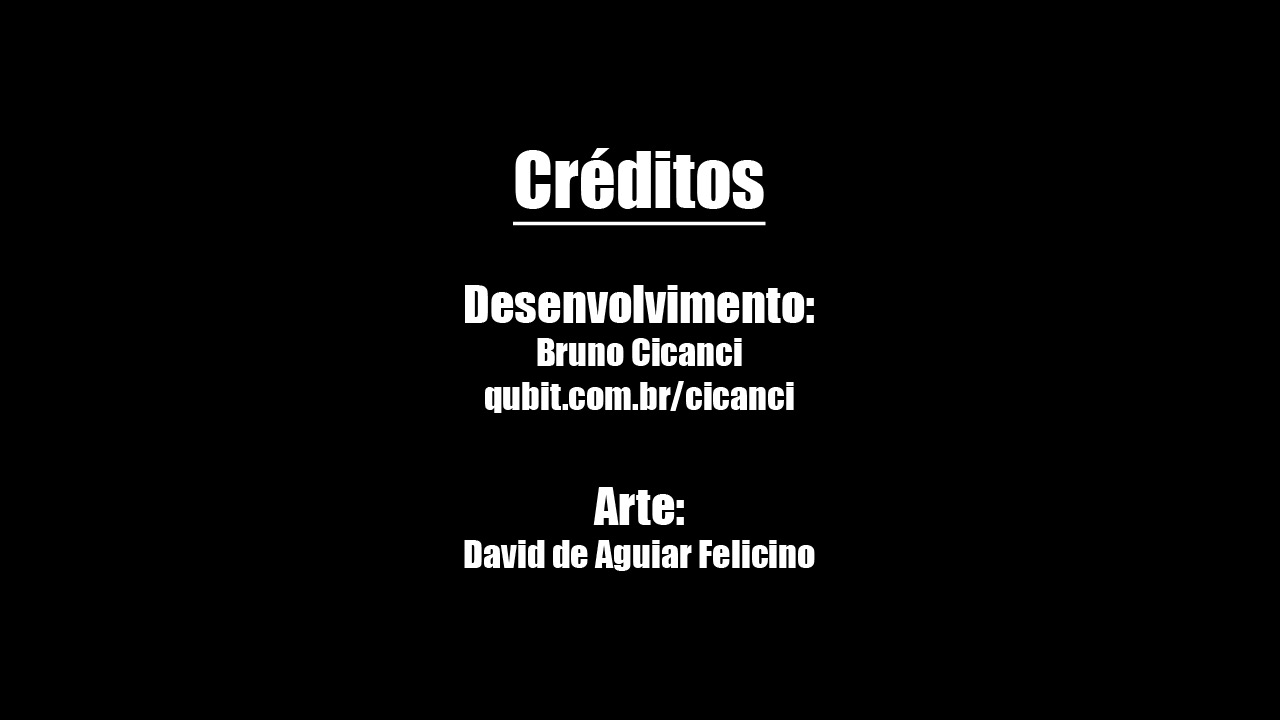 Créditos
Desenvolvimento:
Bruno Cicanci
qubit.com.br/cicanci
Arte:
David de Aguiar Felicino